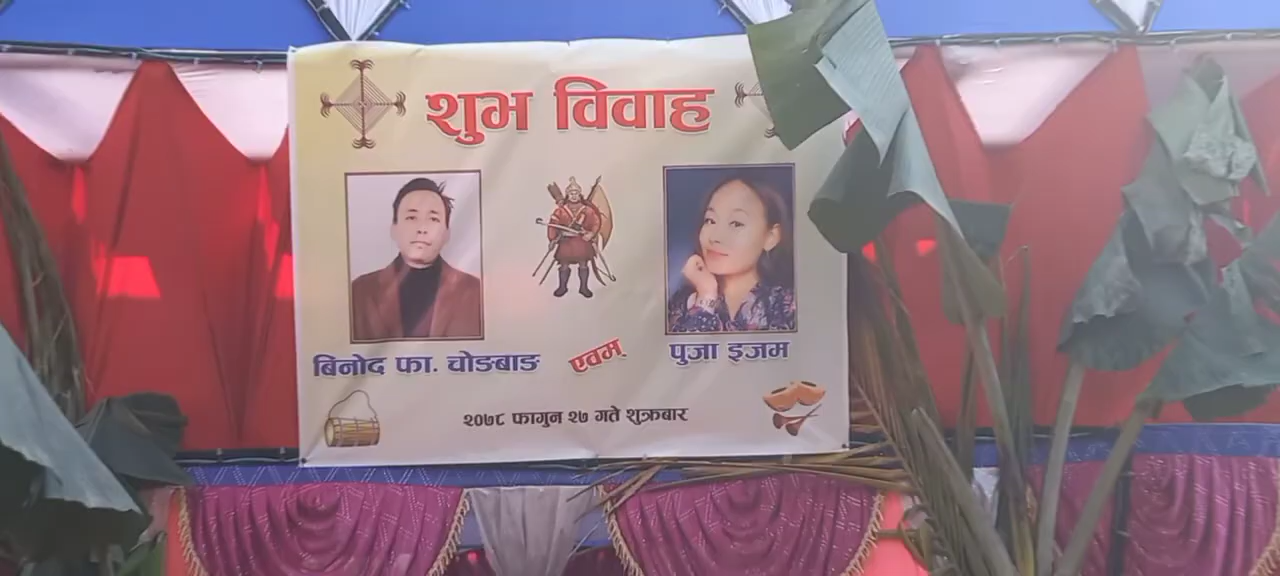 शुभ विवाह
बिनोद फा. चोङबाङ एवम् पुजा इजम
२०७८ फागुन २७ गते शुक्रबार